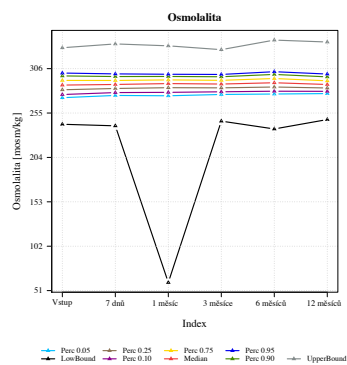 Osmolalita
Osmolalita [mosm/kg]
306
255
204
153
102
51
Vstup 7 dnů 1 měsíc 3 měsíce 6 měsíců 12 měsíců
Index
Perc 0.05 Perc 0.25 Perc 0.75 Perc 0.95
LowBound Perc 0.10 Median Perc 0.90 UpperBound